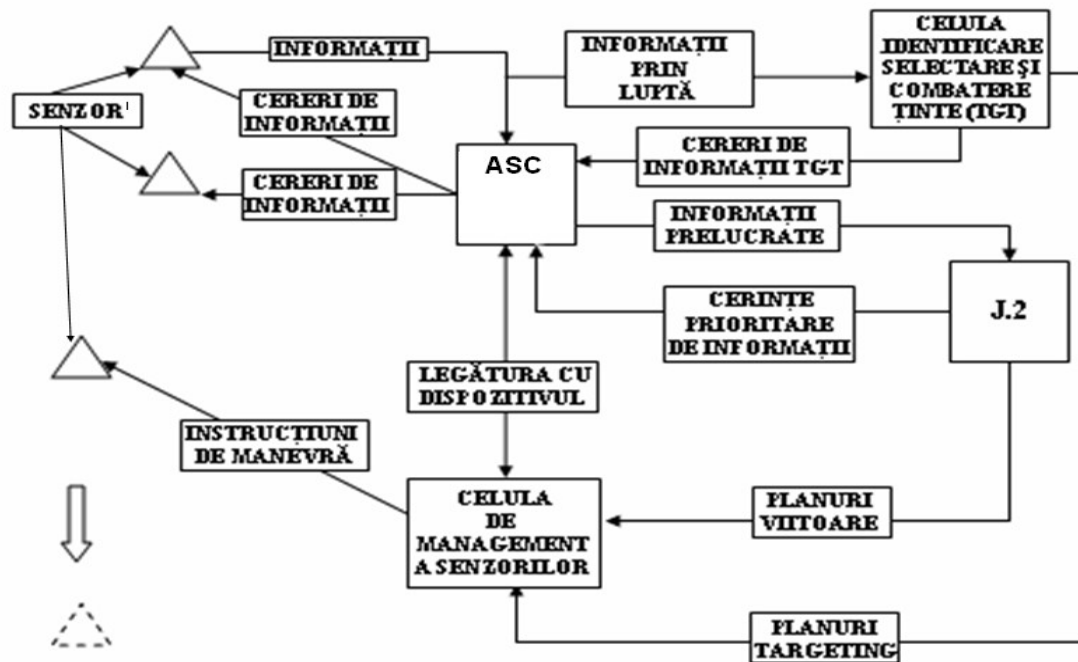 INFORMAȚII
INFORMAȚII
PRIN
LUPTĂ
CELULA
IDENTIFICARE
SELECTARE ŞI
COMBATERE
ȚINTE (TGT)
SENZORI
CERERI DE
INFORMAȚII
CERERI DE
INFORMAȚII TGT
ASC
CERERI DE
INFORMAȚII
INFORMAȚII
PRELUCRATE
J.2
CERINȚE
PRIORITARE
DE INFORMAȚII
LEGĂTURA CU
DISPOZITIVUL
INSTRUCȚIUNI
DE MANEVRĂ
CELULA
DE
MANAGEMENT
A SENZORILOR
PLANURI
VIITOARE
PLANURI
TARGETING